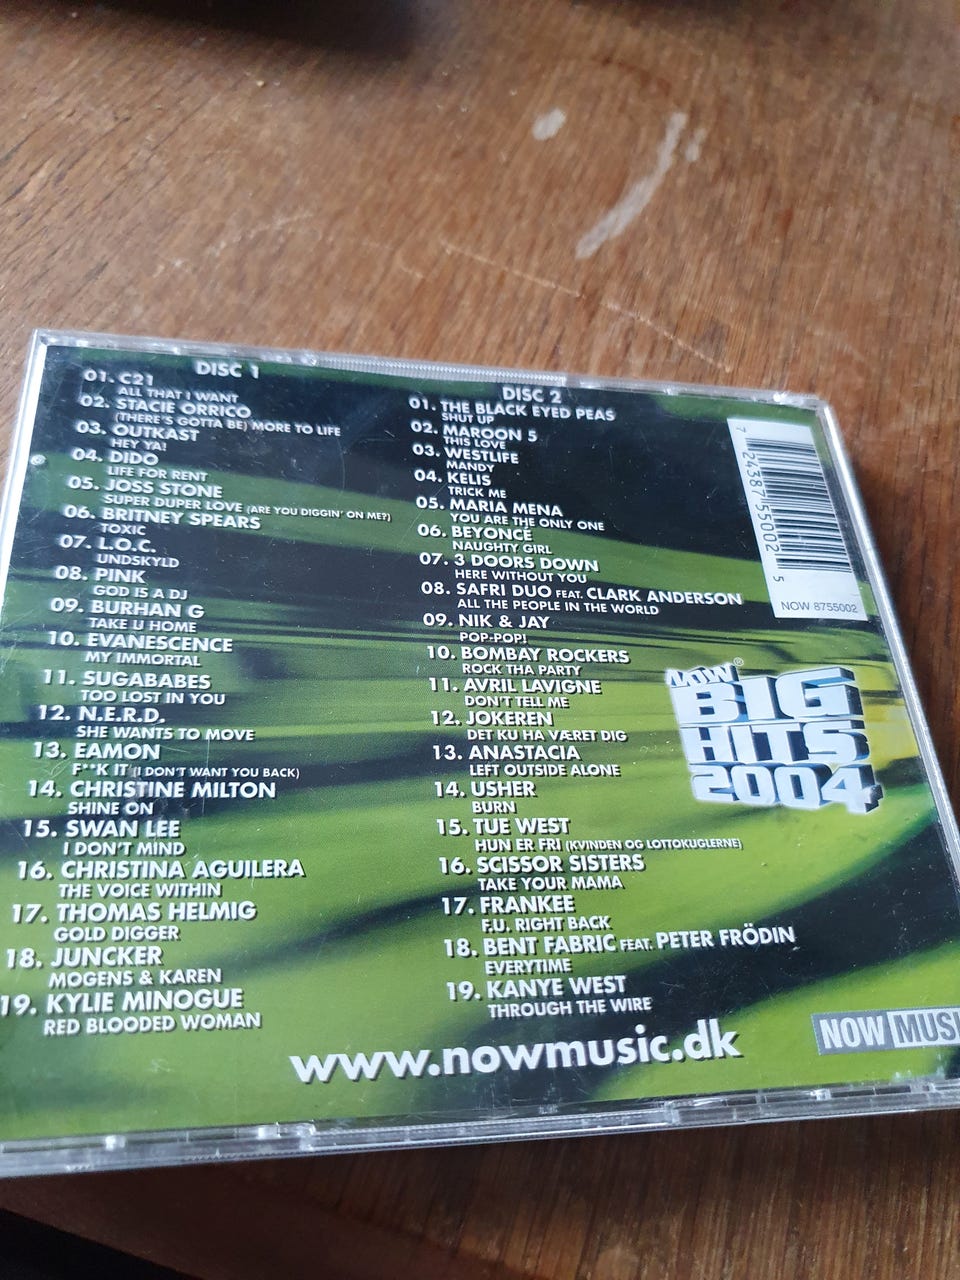 DISC 1
01. C21
ALL THAT I WANT
02. STACIE ORRICO
(THERE'S GOTTA BE) MORE TO LIFE
03. OUTKAST
HEY YA!
04. DIDO
LIFE FOR RENT
05. JOSS STONE
SUPER DUPER LOVE (ARE YOU DIGGIN' ON ME?)
06. BRITNEY SPEARS
TOXIC
07. L.O.C.
UNDSKYLD
08. PINK
GOD IS A DJ
09. BURHAN G
TAKE U HOME
10. EVANESCENCE
MY IMMORTAL
11. SUGABABES
TOO LOST IN YOU
12. N.E.R.D.
SHE WANTS TO MOVE
13. EAMON
F**K IT (I DON'T WANT YOU BACK)
14. CHRISTINE MILTON
SHINE ON
15. SWAN LEE
I DON'T MIND
16. CHRISTINA AGUILERA
THE VOICE WITHIN
17. THOMAS HELMIG
GOLD DIGGER
18. JUNCKER
MOGENS & KAREN
19. KYLIE MINOGUE
RED BLOODED WOMAN
DISC 2
01. THE BLACK EYED PEAS
SHUT UP
02. MAROON 5
THIS LOVE
03. WESTLIFE
MANDY
04. KELIS
TRICK ME
05. MARIA MENA
YOU ARE THE ONLY ONE
06. BEYONCÉ
NAUGHTY GIRL
07. 3 DOORS DOWN
HERE WITHOUT YOU
08. SAFRI DUO FEAT. CLARK ANDERSON
ALL THE PEOPLE IN THE WORLD
09. NIK & JAY
POP-POP!
10. BOMBAY ROCKERS
ROCK THA PARTY
11. AVRIL LAVIGNE
DON'T TELL ME
12. JOKEREN
DET KU HA VÆRET DIG
13. ANASTACIA
LEFT OUTSIDE ALONE
14. USHER
BURN
15. TUE WEST
HUN ER FRI (KVINDEN OG LOTTOKUGLERNE)
16. SCISSOR SISTERS
TAKE YOUR MAMA
17. FRANKEE
F.U. RIGHT BACK
18. BENT FABRIC FEAT. PETER FRÖDIN
EVERYTIME
19. KANYE WEST
THROUGH THE WIRE
7 24387 55002 5
NOW 8755002
NOW®
BIG
HITS
2004
www.nowmusic.dk
NOW MUSI